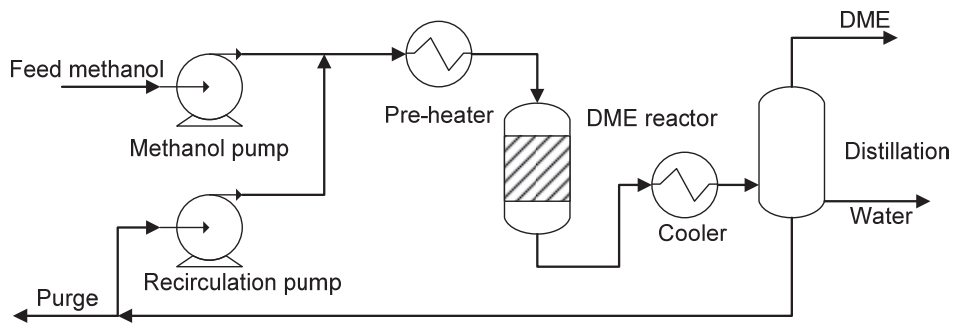 DME
Feed methanol
Pre-heater
DME reactor
Methanol pump
Distillation
Water
Cooler
Recirculation pump
Purge